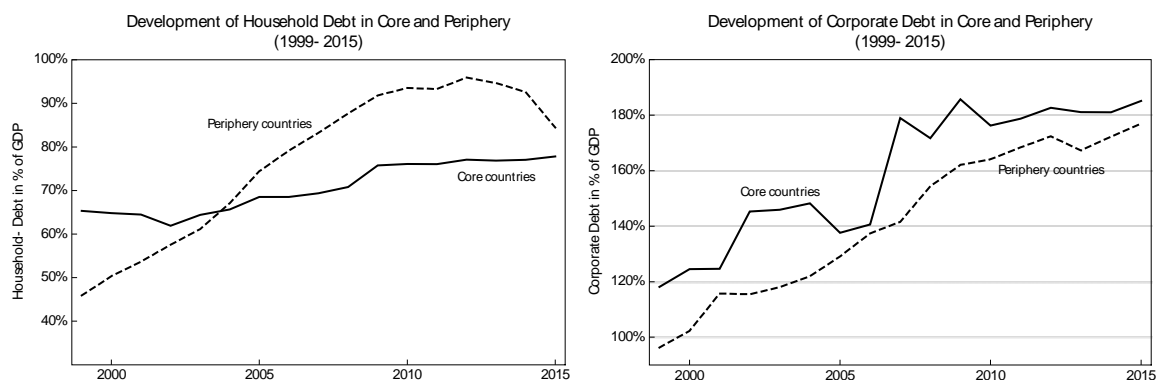 Development of Household Debt in Core and Periphery
(1999- 2015)
100%
90%
80%
70%
60%
50%
40%
Household- Debt in % of GDP
Periphery countries
Core countries
2000
2005
2010
2015
Development of Corporate Debt in Core and Periphery
(1999- 2015)
200%
180%
160%
140%
120%
100%
Corporate Debt in % of GDP
Core countries
Periphery countries
2000
2005
2010
2015